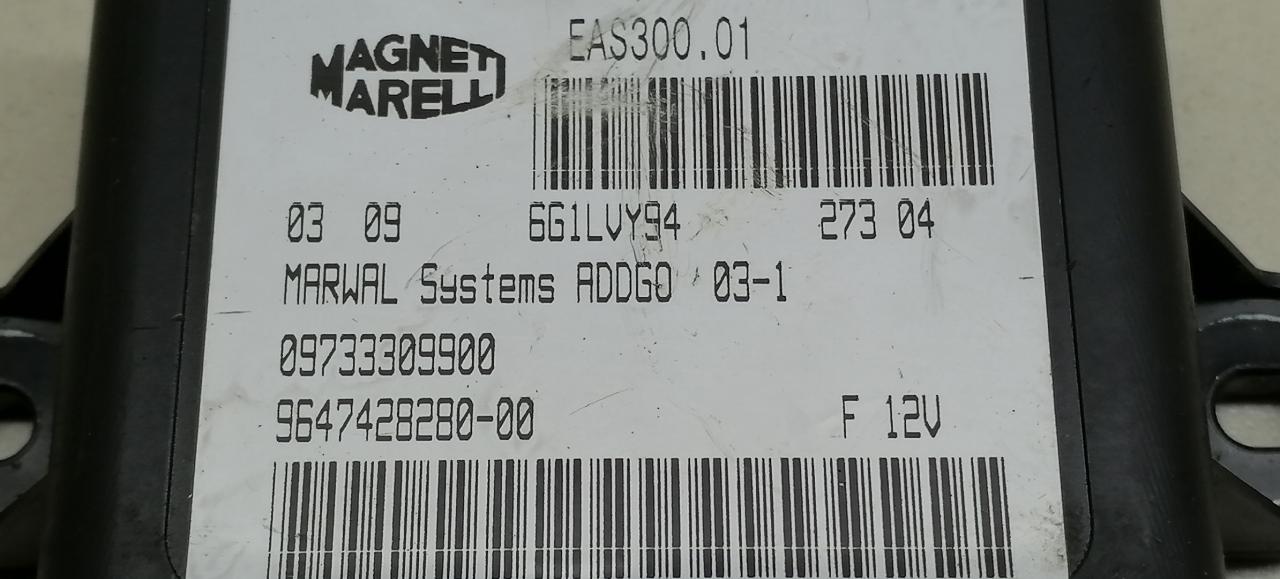 MAGNETI
MARELLI
EAS300.01
03 09 6G1LVY94 273 04
MARWAL Systems ADDGO 03-1
09733309900
9647428280-00 F 12V